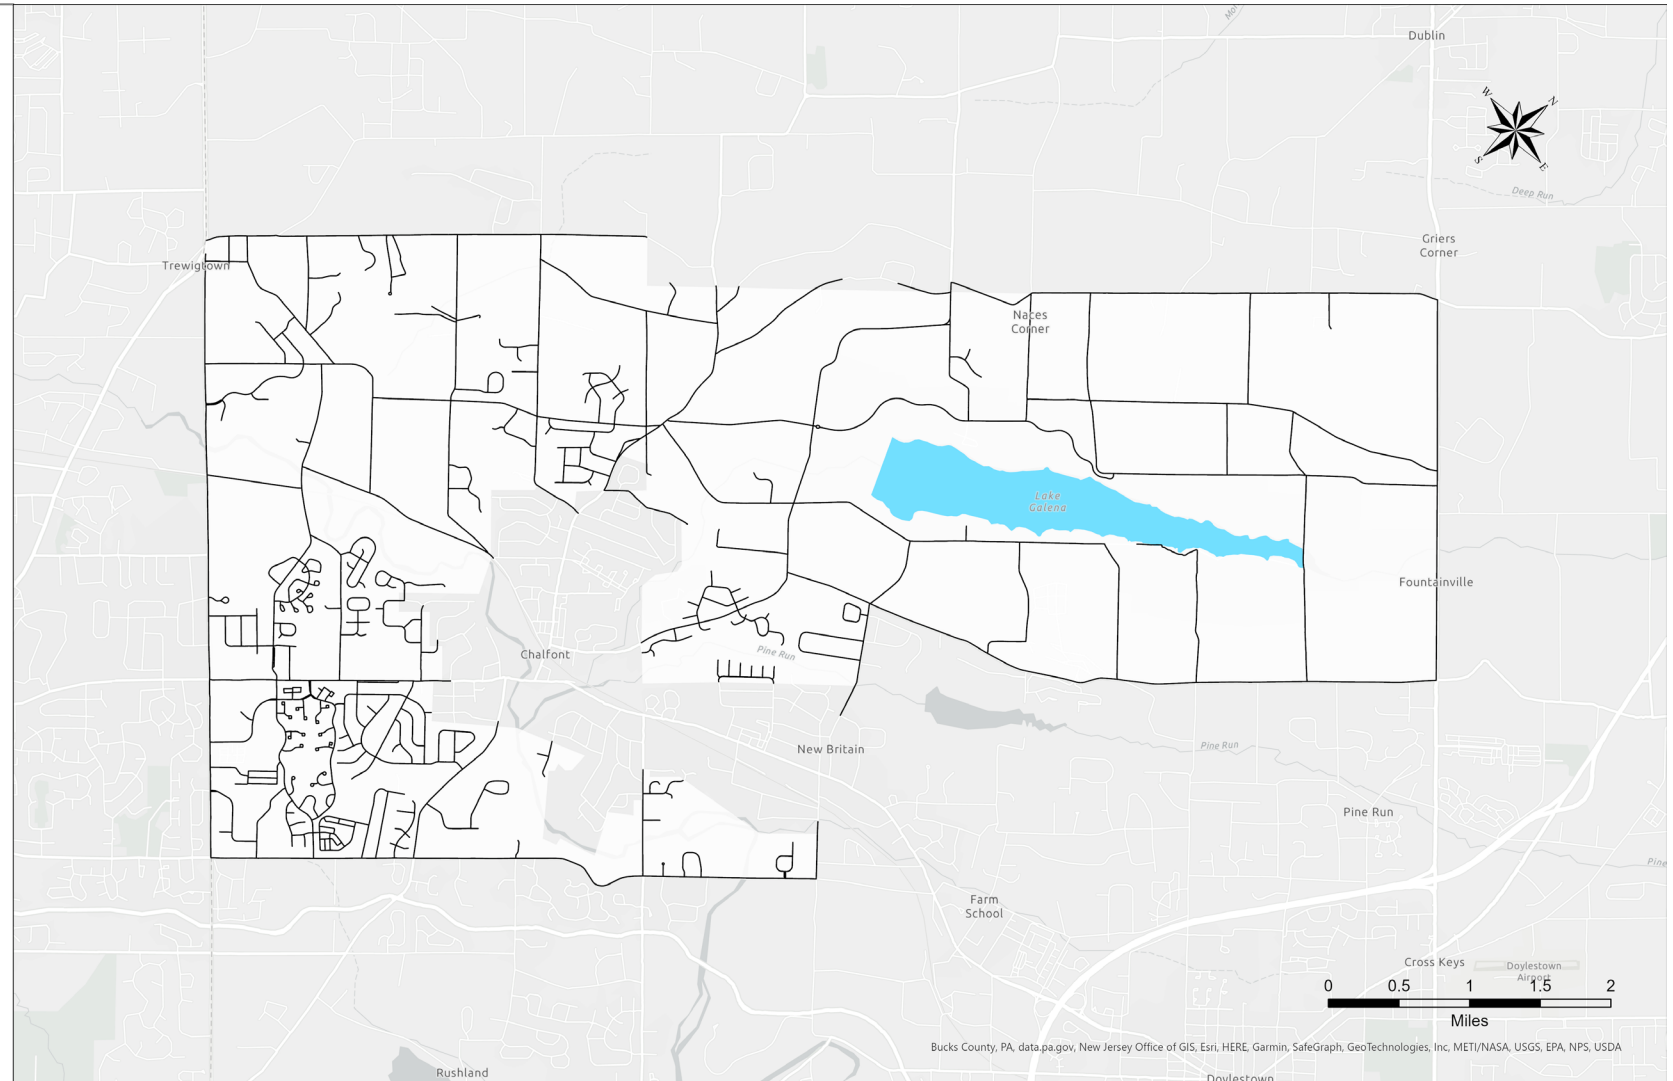 Mor
Dublin
W
N
S
E
Deep Run
Griers
Corner
Trewigtown
Naces
Corner
Lake
Galena
Fountainville
Chalfont
Pine Run
New Britain
Pine Run
Pine Run
Pine
Farm
School
Cross Keys
Doylestown
Airport
0 0.5 1 1.5 2
Miles
Bucks County, PA, data.pa.gov, New Jersey Office of GIS, Esri, HERE, Garmin, SafeGraph, GeoTechnologies, Inc, METI/NASA, USGS, EPA, NPS, USDA
Rushland
Doylestown